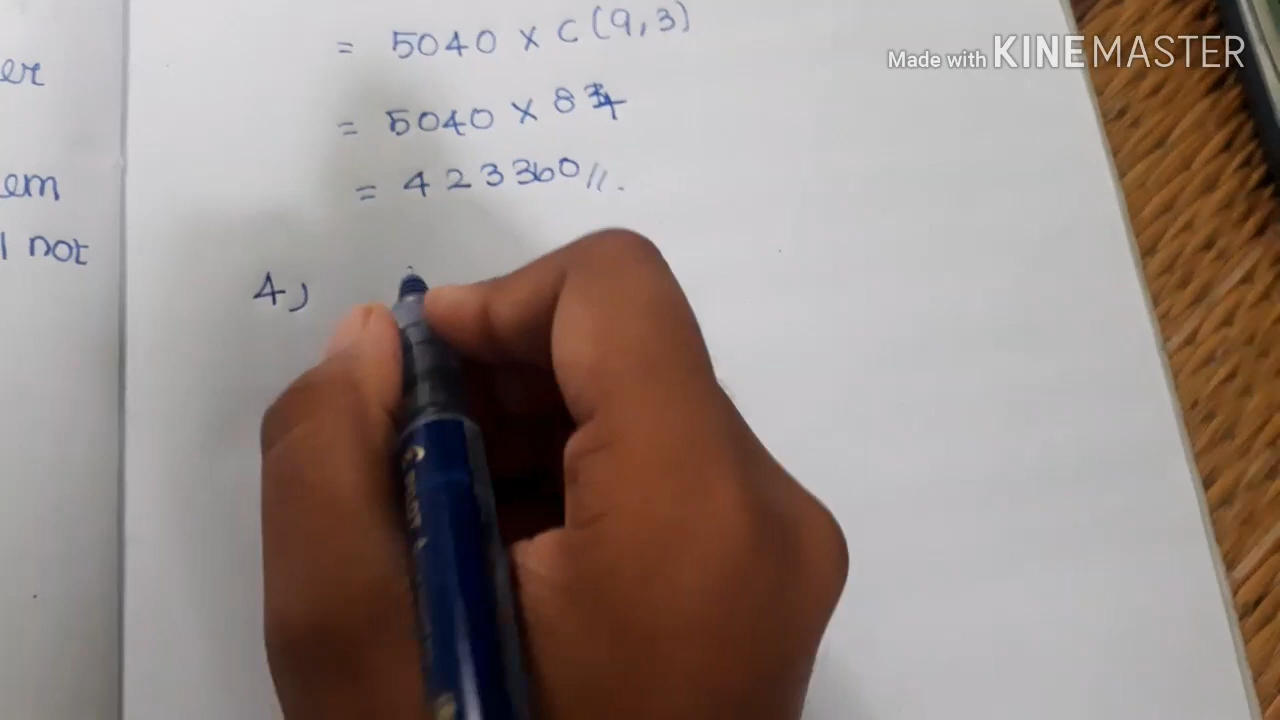 er
em
l not
= 5040 x C(9,3)
= 5040 x 84
= 423360//.
4)
Made with KINEMASTER